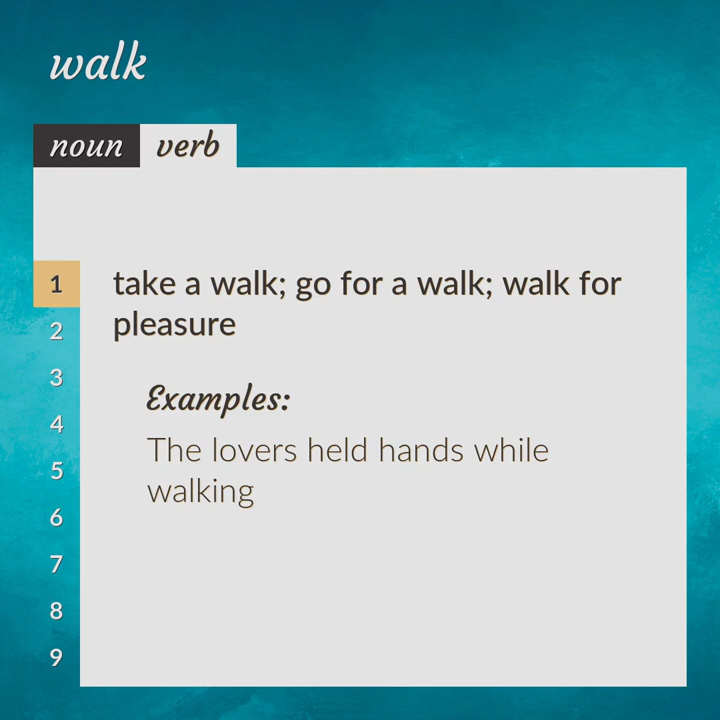 walk
noun verb
1
take a walk; go for a walk; walk for
pleasure
2
3
Examples:
4
The lovers held hands while
5
walking
6
7
8
9